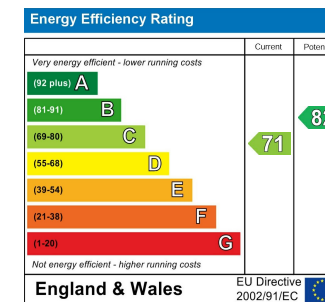 Energy Efficiency Rating
Current
Very energy efficient - lower running costs
(92 plus) A
(81-91) B
(69-80) C
71
(55-68) D
(39-54) E
(21-38) F
(1-20) G
Not energy efficient - higher running costs
England & Wales
EU Directive
2002/91/EC